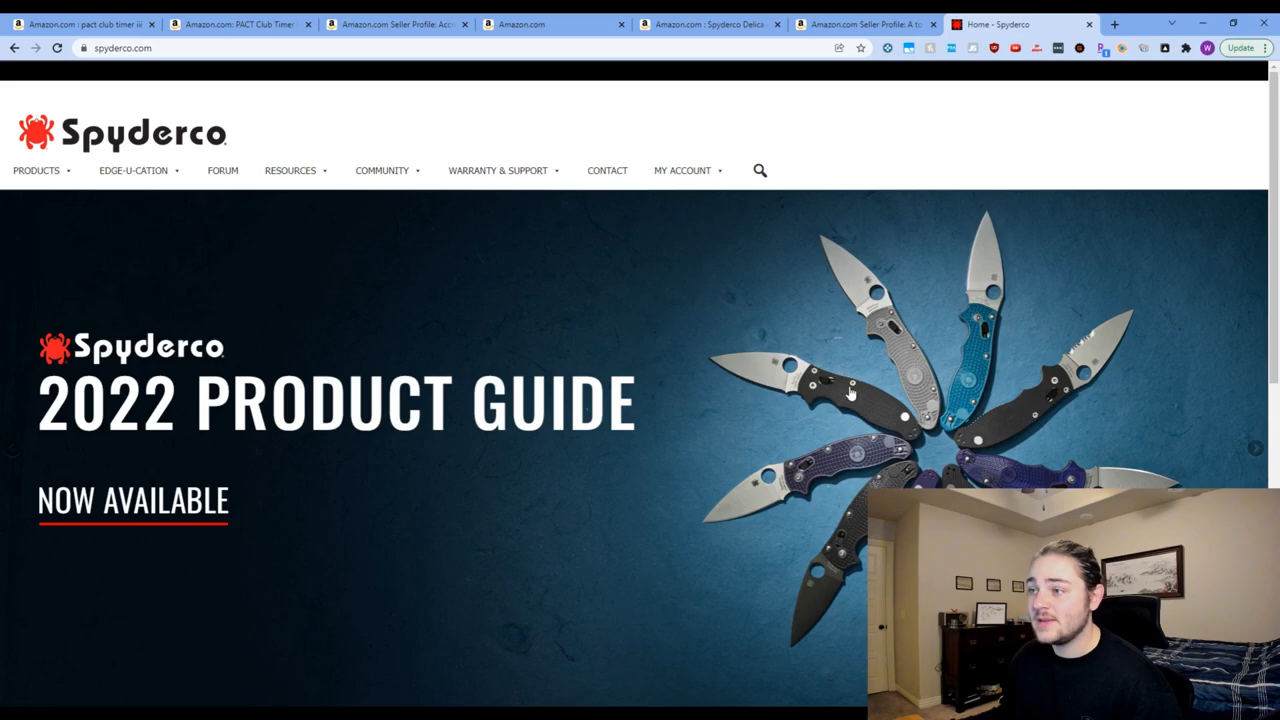 Amazon.com : pact club timer iii
Amazon.com: PACT Club Timer
Amazon.com Seller Profile: Accu
Amazon.com
Amazon.com : Spyderco Delica
Amazon.com Seller Profile: A to
Home - Spyderco
spyderco.com
Update
Spyderco
PRODUCTS
EDGE-U-CATION
FORUM
RESOURCES
COMMUNITY
WARRANTY & SUPPORT
CONTACT
MY ACCOUNT
Spyderco
2022 PRODUCT GUIDE
NOW AVAILABLE